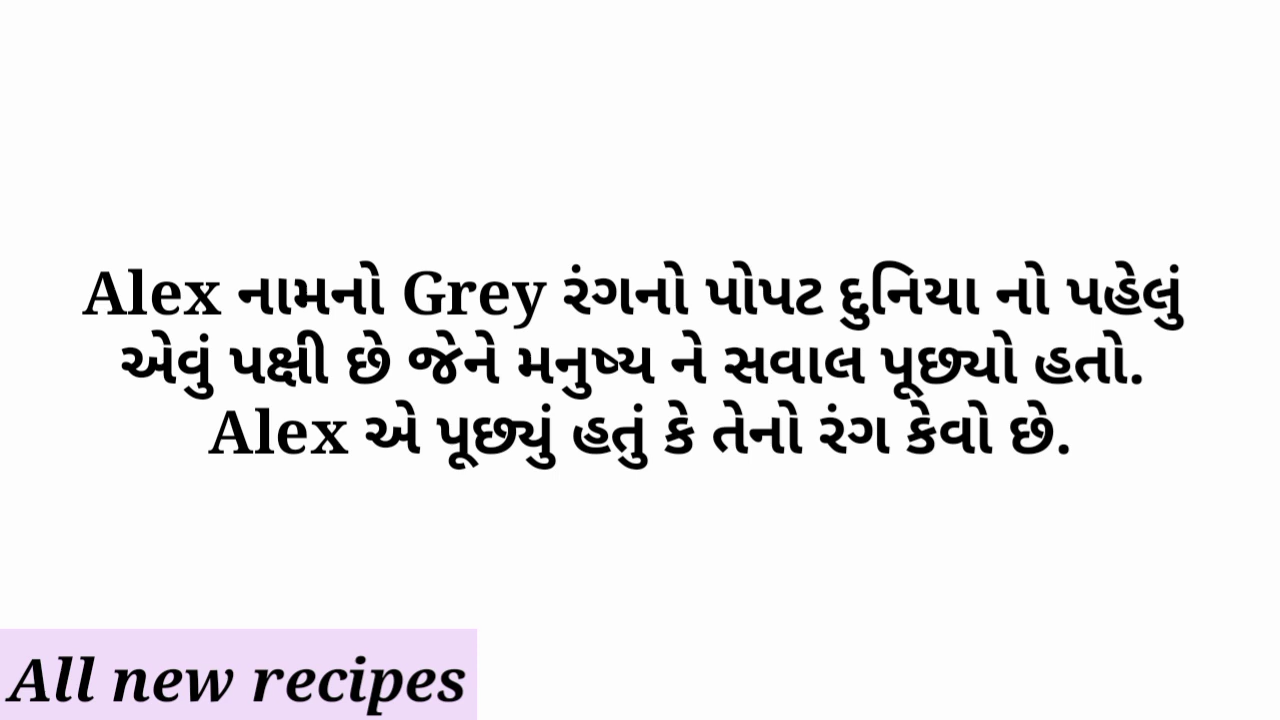 Alex નામનો Grey રંગનો પોપટ દુનિયા નો પહેલું
એવું પક્ષી છે જેને મનુષ્ય ને સવાલ પૂછ્યો હતો.
Alex એ પૂછ્યું હતું કે તેનો રંગ કેવો છે.
All new recipes